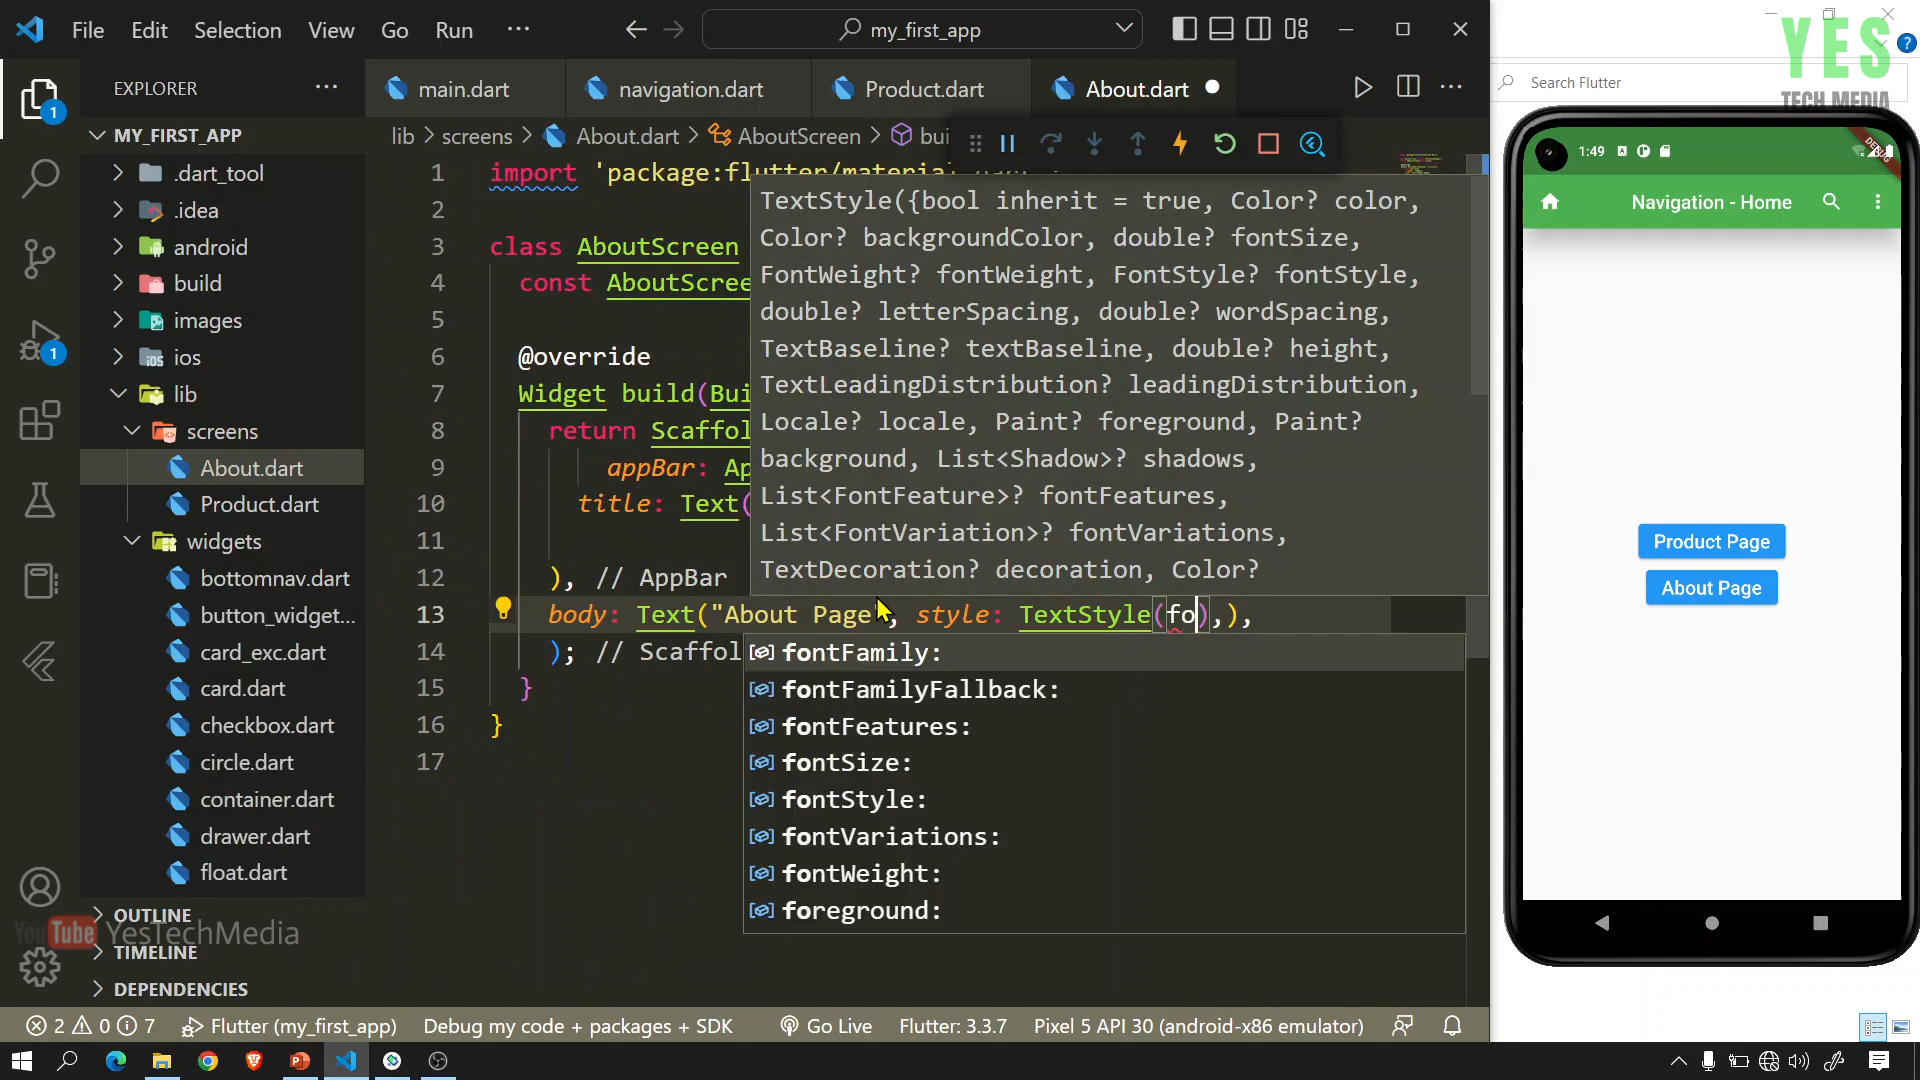 File Edit Selection View Go Run ···
my_first_app
YES
TECH MEDIA
Search Flutter
EXPLORER
main.dart
navigation.dart
Product.dart
About.dart
MY_FIRST_APP
.dart_tool
.idea
android
build
images
ios
lib
screens
About.dart
Product.dart
widgets
bottomnav.dart
button_widget...
card_exc.dart
card.dart
checkbox.dart
circle.dart
container.dart
drawer.dart
float.dart
OUTLINE
TIMELINE
DEPENDENCIES
YouTube YesTechMedia
lib > screens > About.dart > AboutScreen > bui
1 import 'package:flutter/material
2
3 class AboutScreen
4 const AboutScree
5
6 @override
7 Widget build(Bui
8 return Scaffol
9 appBar: Ap
10 title: Text(
11
12 ), // AppBar
13 body: Text("About Page", style: TextStyle(fo),),
14 ); // Scaffol
15 }
16 }
17
TextStyle({bool inherit = true, Color? color,
Color? backgroundColor, double? fontSize,
FontWeight? fontWeight, FontStyle? fontStyle,
double? letterSpacing, double? wordSpacing,
TextBaseline? textBaseline, double? height,
TextLeadingDistribution? leadingDistribution,
Locale? locale, Paint? foreground, Paint?
background, List<Shadow>? shadows,
List<FontFeature>? fontFeatures,
List<FontVariation>? fontVariations,
TextDecoration? decoration, Color?
fontFamily:
fontFamilyFallback:
fontFeatures:
fontSize:
fontStyle:
fontVariations:
fontWeight:
foreground:
1:49
DEBUG
Navigation - Home
Product Page
About Page
2 0 7 Flutter (my_first_app) Debug my code + packages + SDK Go Live Flutter: 3.3.7 Pixel 5 API 30 (android-x86 emulator)